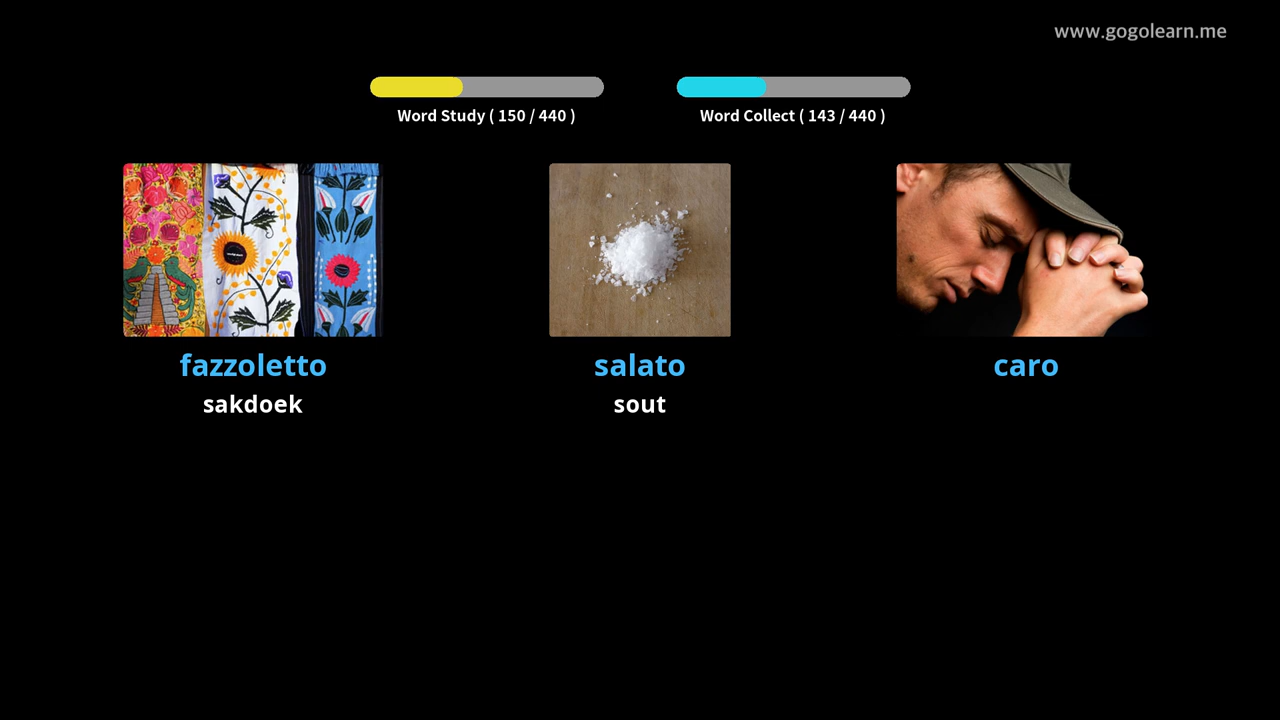 www.gogolearn.me
Word Study ( 150 / 440 )
Word Collect ( 143 / 440 )
fazzoletto
sakdoek
salato
sout
caro